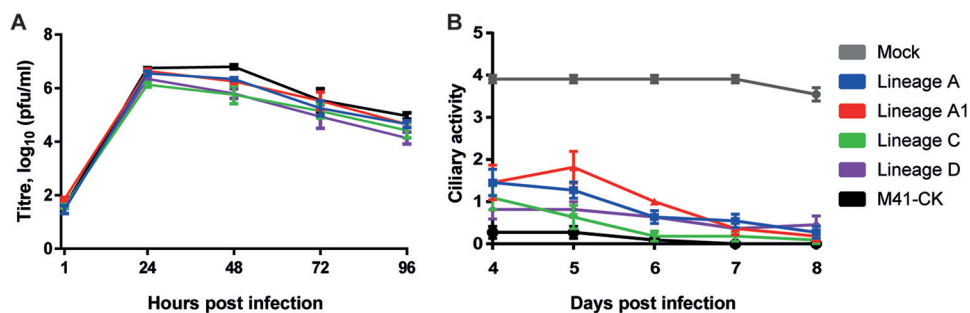 A
Titre, log10 (pfu/ml)
8
6
4
2
0
1 24 48 72 96
Hours post infection
B
Ciliary activity
5
4
3
2
1
0
4 5 6 7 8
Days post infection
Mock
Lineage A
Lineage A1
Lineage C
Lineage D
M41-CK